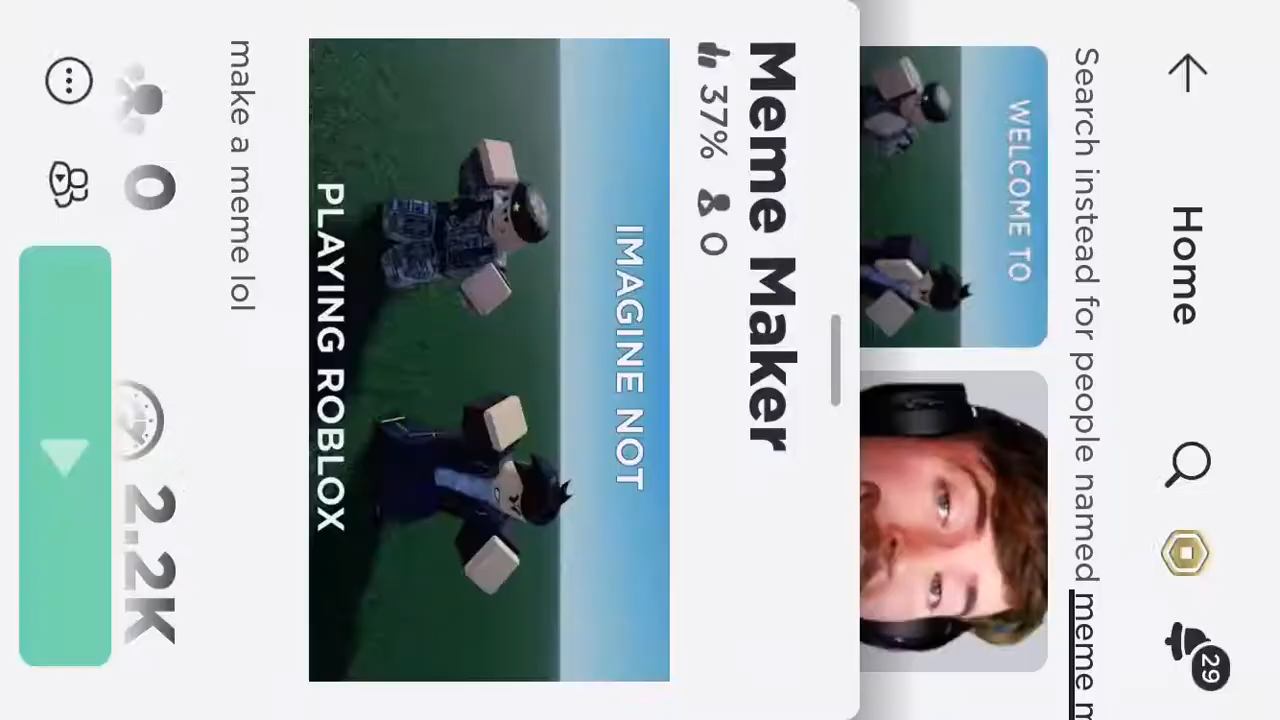 Home
29
Search instead for people named meme m
WELCOME TO
Meme Maker
37% 0
IMAGINE NOT
PLAYING ROBLOX
make a meme lol
0 2.2K